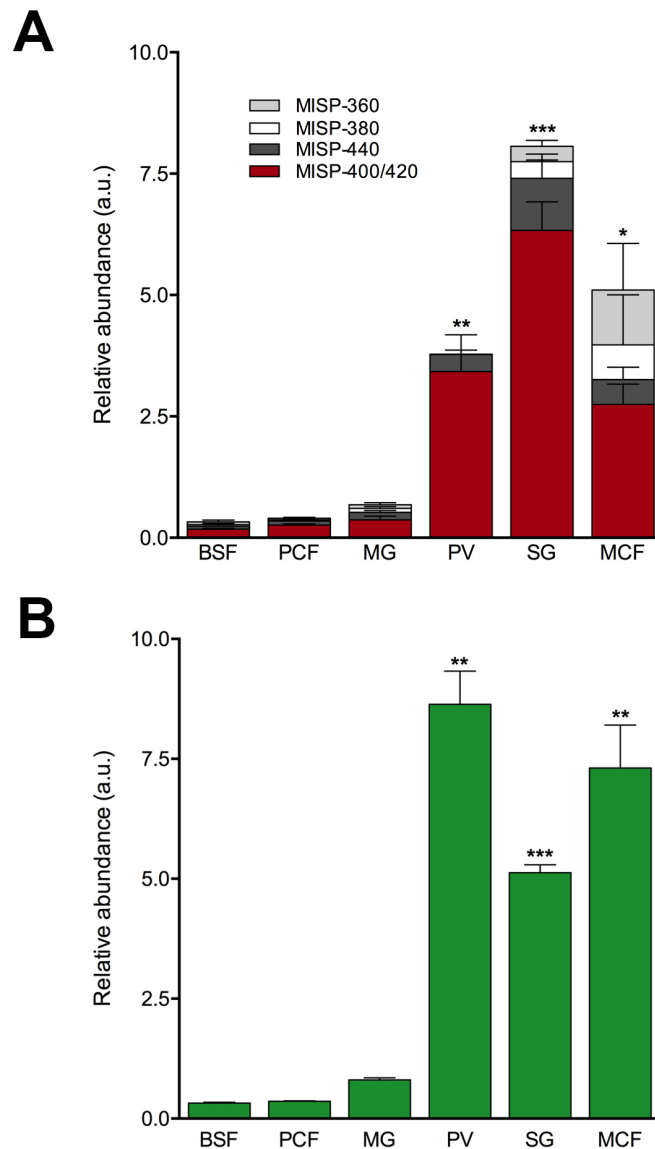 A
Relative abundance (a.u.)
10.0
7.5
5.0
2.5
0.0
MISP-360
MISP-380
MISP-440
MISP-400/420
**
***
*
BSF PCF MG PV SG MCF
B
Relative abundance (a.u.)
10.0
7.5
5.0
2.5
0.0
**
***
**
BSF PCF MG PV SG MCF